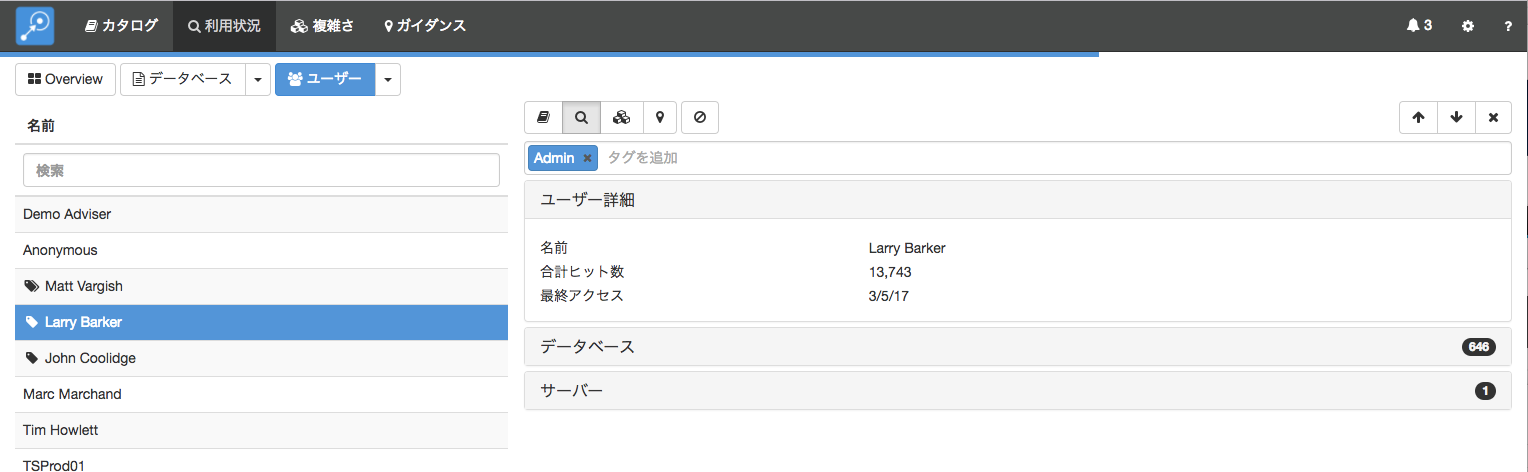 カタログ 利用状況 複雑さ ガイダンス 3 ?
Overview データベース ユーザー
名前
検索
Demo Adviser
Anonymous
Matt Vargish
Larry Barker
John Coolidge
Marc Marchand
Tim Howlett
TSProd01
Admin × タグを追加
ユーザー詳細
名前 Larry Barker
合計ヒット数 13,743
最終アクセス 3/5/17
データベース 646
サーバー 1